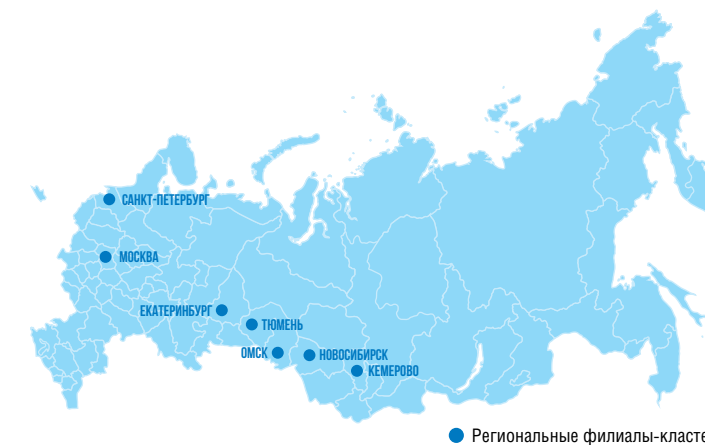 САНКТ-ПЕТЕРБУРГ
МОСКВА
ЕКАТЕРИНБУРГ
ТЮМЕНЬ
ОМСК
НОВОСИБИРСК
КЕМЕРОВО
Региональные филиалы-класте